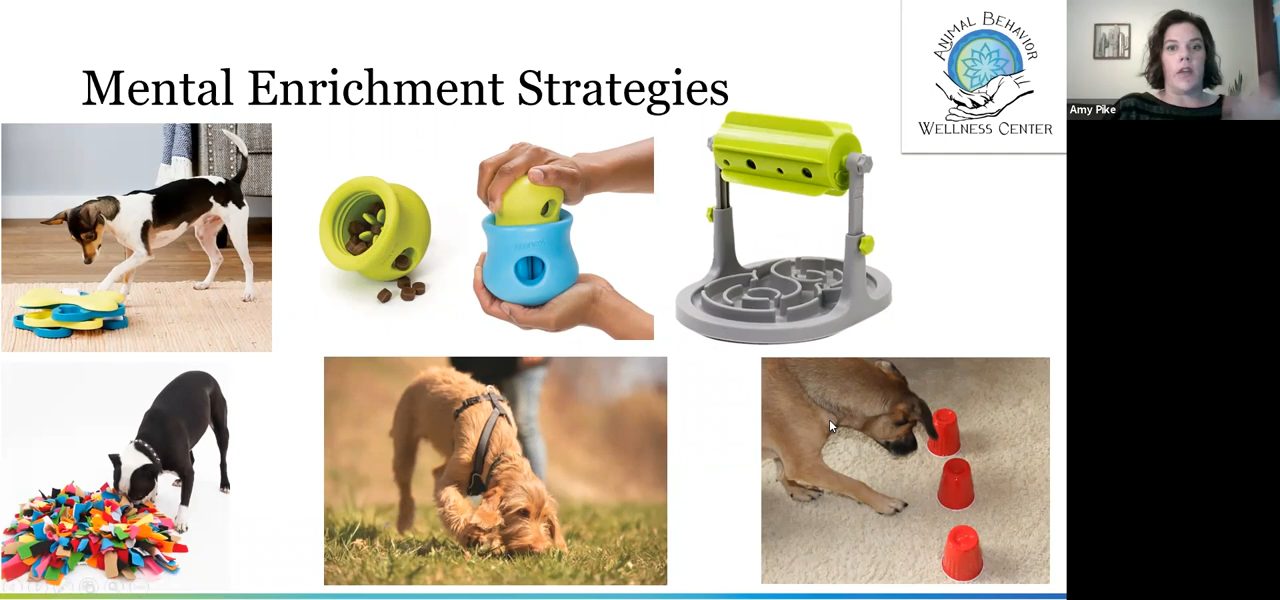 Mental Enrichment Strategies
ANIMAL BEHAVIOR
WELLNESS CENTER
Amy Pike